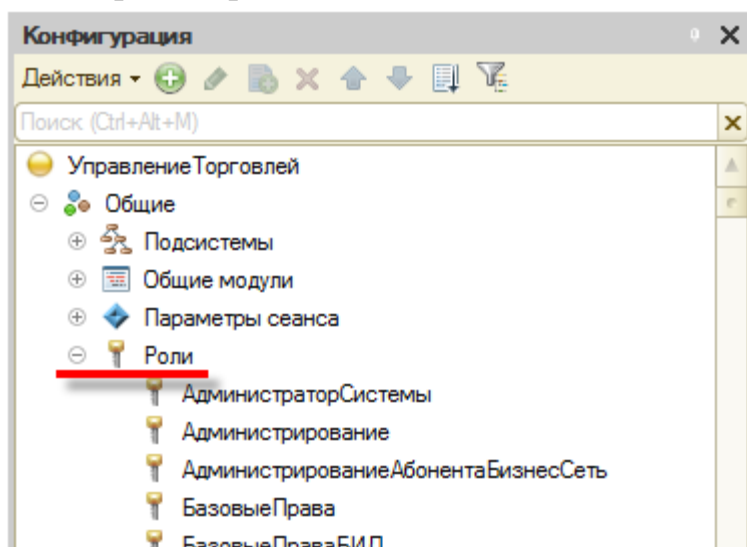 Конфигурация
Действия
Поиск (Ctrl+Alt+M)
УправлениеТорговлей
Общие
Подсистемы
Общие модули
Параметры сеанса
Роли
АдминистраторСистемы
Администрирование
АдминистрированиеАбонентаБизнесСеть
БазовыеПрава